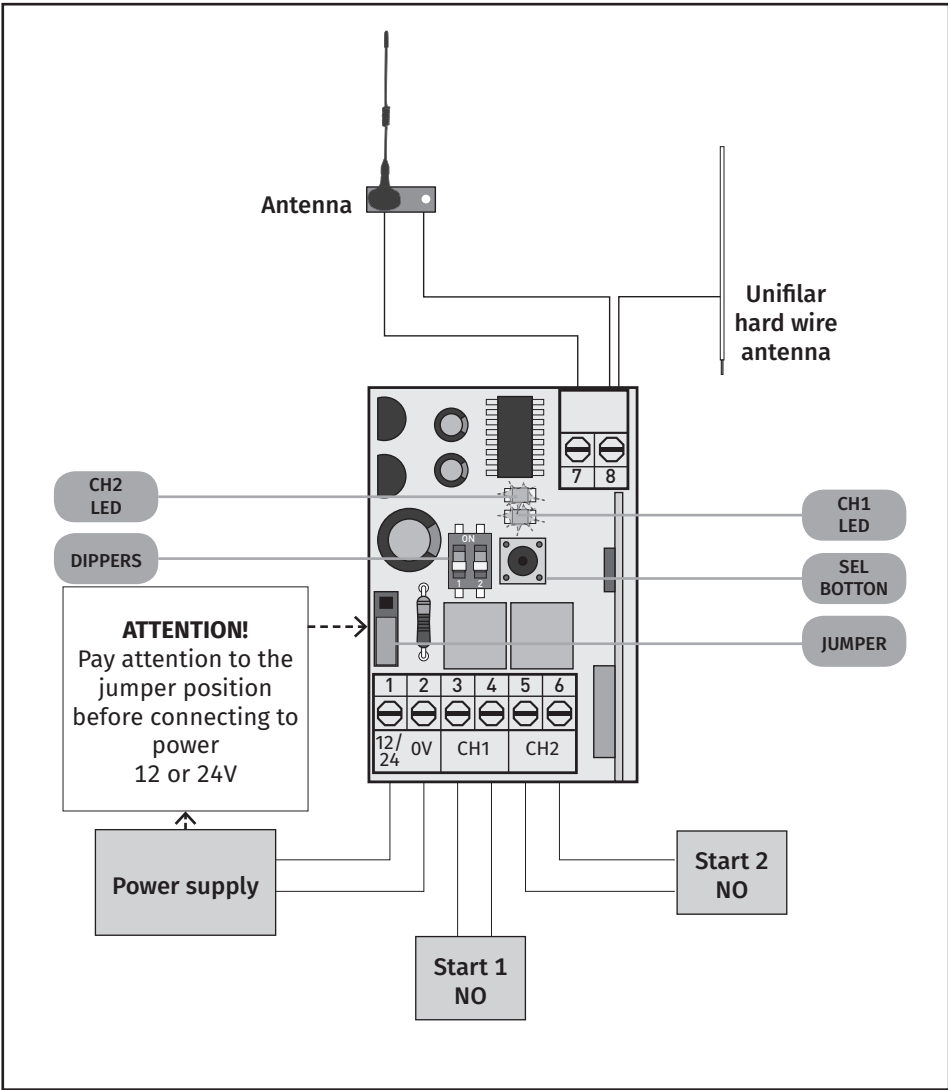 Antenna
Unifilar
hard wire
antenna
7 8
CH2
LED
CH1
LED
ON
1 2
DIPPERS
SEL
BOTTON
ATTENTION!
Pay attention to the
jumper position
before connecting to
power
12 or 24V
JUMPER
1 2 3 4 5 6
12/
24
0V CH1 CH2
Power supply
Start 2
NO
Start 1
NO